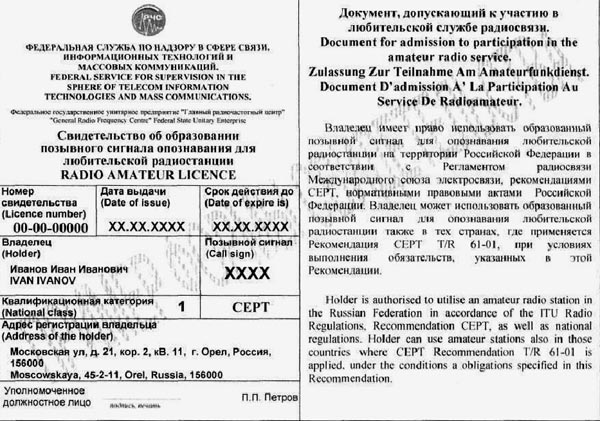 РЧС
ФЕДЕРАЛЬНАЯ СЛУЖБА ПО НАДЗОРУ В СФЕРЕ СВЯЗИ,
ИНФОРМАЦИОННЫХ ТЕХНОЛОГИЙ И
МАССОВЫХ КОММУНИКАЦИЙ.
FEDERAL SERVICE FOR SUPERVISION IN THE
SPHERE OF TELECOM INFORMATION
TECHNOLOGIES AND MASS COMMUNICATIONS.
Федеральное государственное унитарное предприятие "Главный радиочастотный центр"
"General Radio Frequency Centre" Federal State Unitary Enterprise
Свидетельство об образовании
позывного сигнала опознавания для
любительской радиостанции
RADIO AMATEUR LICENCE
Номер свидетельства (Licence number)
00-00-00000
Дата выдачи (Date of issue)
XX.XX.XXXX
Срок действия до (Date of expire is)
XX.XX.XXXX
Владелец
(Holder)
Иванов Иван Иванович
IVAN IVANOV
Позывной сигнал
(Call sign)
XXXX
Квалификационная категория
(National class)
1
CEPT
Адрес регистрации владельца
(Address of the holder)
Московская ул, д. 21, кор. 2, кВ. 11, г. Орел, Россия,
156000
Moscowskaya, 45-2-11, Orel, Russia, 156000
Уполномоченное
должностное лицо
подпись, печать
П.П. Петров
Документ, допускающий к участию в
любительской службе радиосвязи.
Document for admission to participation in the
amateur radio service.
Zulassung Zur Teilnahme Am Amateurfunkdienst.
Document D'admission A' La Participation Au
Service De Radioamateur.
Владелец имеет право использовать образованный
позывной сигнал для опознавания любительской
радиостанции на территории Российской Федерации в
соответствии с Регламентом радиосвязи
Международного союза электросвязи, рекомендациями
CEPT, нормативными правовыми актами Российской
Федерации. Владелец может использовать образованный
позывной сигнал для опознавания любительской
радиостанции также в тех странах, где применяется
Рекомендация CEPT T/R 61-01, при условиях
выполнения обязательств, указанных в этой
Рекомендации.
Holder is authorised to utilise an amateur radio station in
the Russian Federation in accordance of the ITU Radio
Regulations, Recommendation CEPT, as well as national
regulations. Holder can use amateur stations also in those
countries where CEPT Recommendation T/R 61-01 is
applied, under the conditions a obligations specified in this
Recommendation.